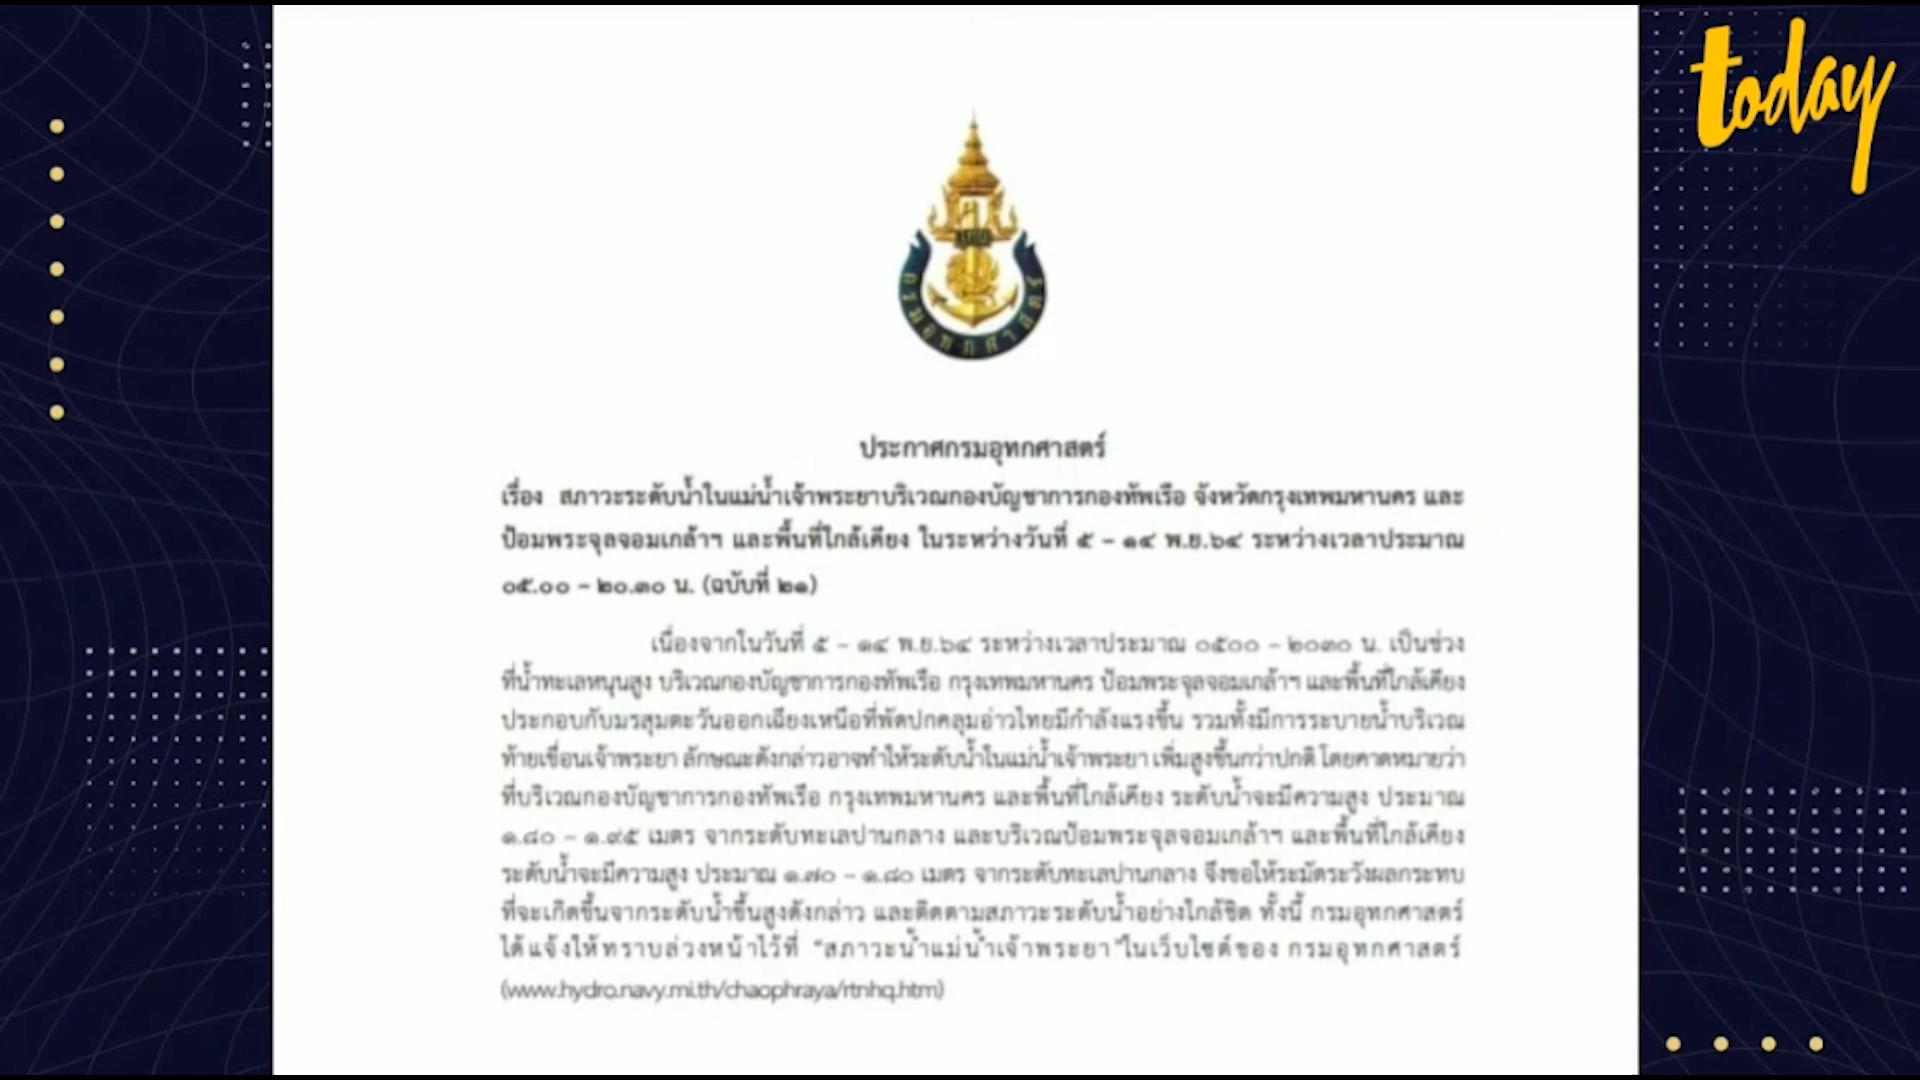 today
กรมอุทกศาสตร์
ประกาศกรมอุทกศาสตร์
เรื่อง สภาวะระดับน้ำในแม่น้ำเจ้าพระยาบริเวณกองบัญชาการกองทัพเรือ จังหวัดกรุงเทพมหานคร และ
ป้อมพระจุลจอมเกล้าฯ และพื้นที่ใกล้เคียง ในระหว่างวันที่ ๕ – ๑๔ พ.ย.๖๔ ระหว่างเวลาประมาณ
๐๕.๐๐ – ๒๐.๓๐ น. (ฉบับที่ ๒๑)
เนื่องจากในวันที่ ๕ – ๑๔ พ.ย.๖๔ ระหว่างเวลาประมาณ ๐๕๐๐ – ๒๐๓๐ น. เป็นช่วง
ที่น้ำทะเลหนุนสูง บริเวณกองบัญชาการกองทัพเรือ กรุงเทพมหานคร ป้อมพระจุลจอมเกล้าฯ และพื้นที่ใกล้เคียง
ประกอบกับมรสุมตะวันออกเฉียงเหนือที่พัดปกคลุมอ่าวไทยมีกำลังแรงขึ้น รวมทั้งมีการระบายน้ำบริเวณ
ท้ายเขื่อนเจ้าพระยา ลักษณะดังกล่าวอาจทำให้ระดับน้ำในแม่น้ำเจ้าพระยา เพิ่มสูงขึ้นกว่าปกติ โดยคาดหมายว่า
ที่บริเวณกองบัญชาการกองทัพเรือ กรุงเทพมหานคร และพื้นที่ใกล้เคียง ระดับน้ำจะมีความสูง ประมาณ
๑.๘๐ – ๑.๙๕ เมตร จากระดับทะเลปานกลาง และบริเวณป้อมพระจุลจอมเกล้าฯ และพื้นที่ใกล้เคียง
ระดับน้ำจะมีความสูง ประมาณ ๑.๗๐ – ๑.๘๐ เมตร จากระดับทะเลปานกลาง จึงขอให้ระมัดระวังผลกระทบ
ที่จะเกิดขึ้นจากระดับน้ำขึ้นสูงดังกล่าว และติดตามสภาวะระดับน้ำอย่างใกล้ชิด ทั้งนี้ กรมอุทกศาสตร์
ได้แจ้งให้ทราบล่วงหน้าไว้ที่ “สภาวะน้ำแม่น้ำเจ้าพระยา”ในเว็บไซต์ของ กรมอุทกศาสตร์
(www.hydro.navy.mi.th/chaophraya/rtnhq.htm)